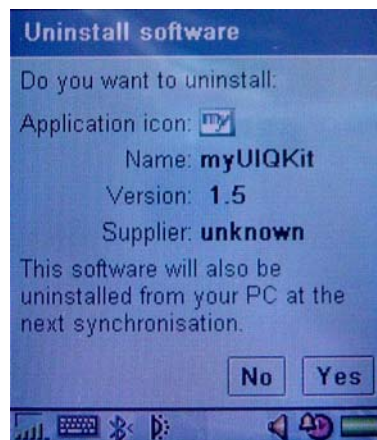 Uninstall software
Do you want to uninstall:
Application icon: my
Name: myUIQKit
Version: 1.5
Supplier: unknown
This software will also be
uninstalled from your PC at the
next synchronisation.
No Yes